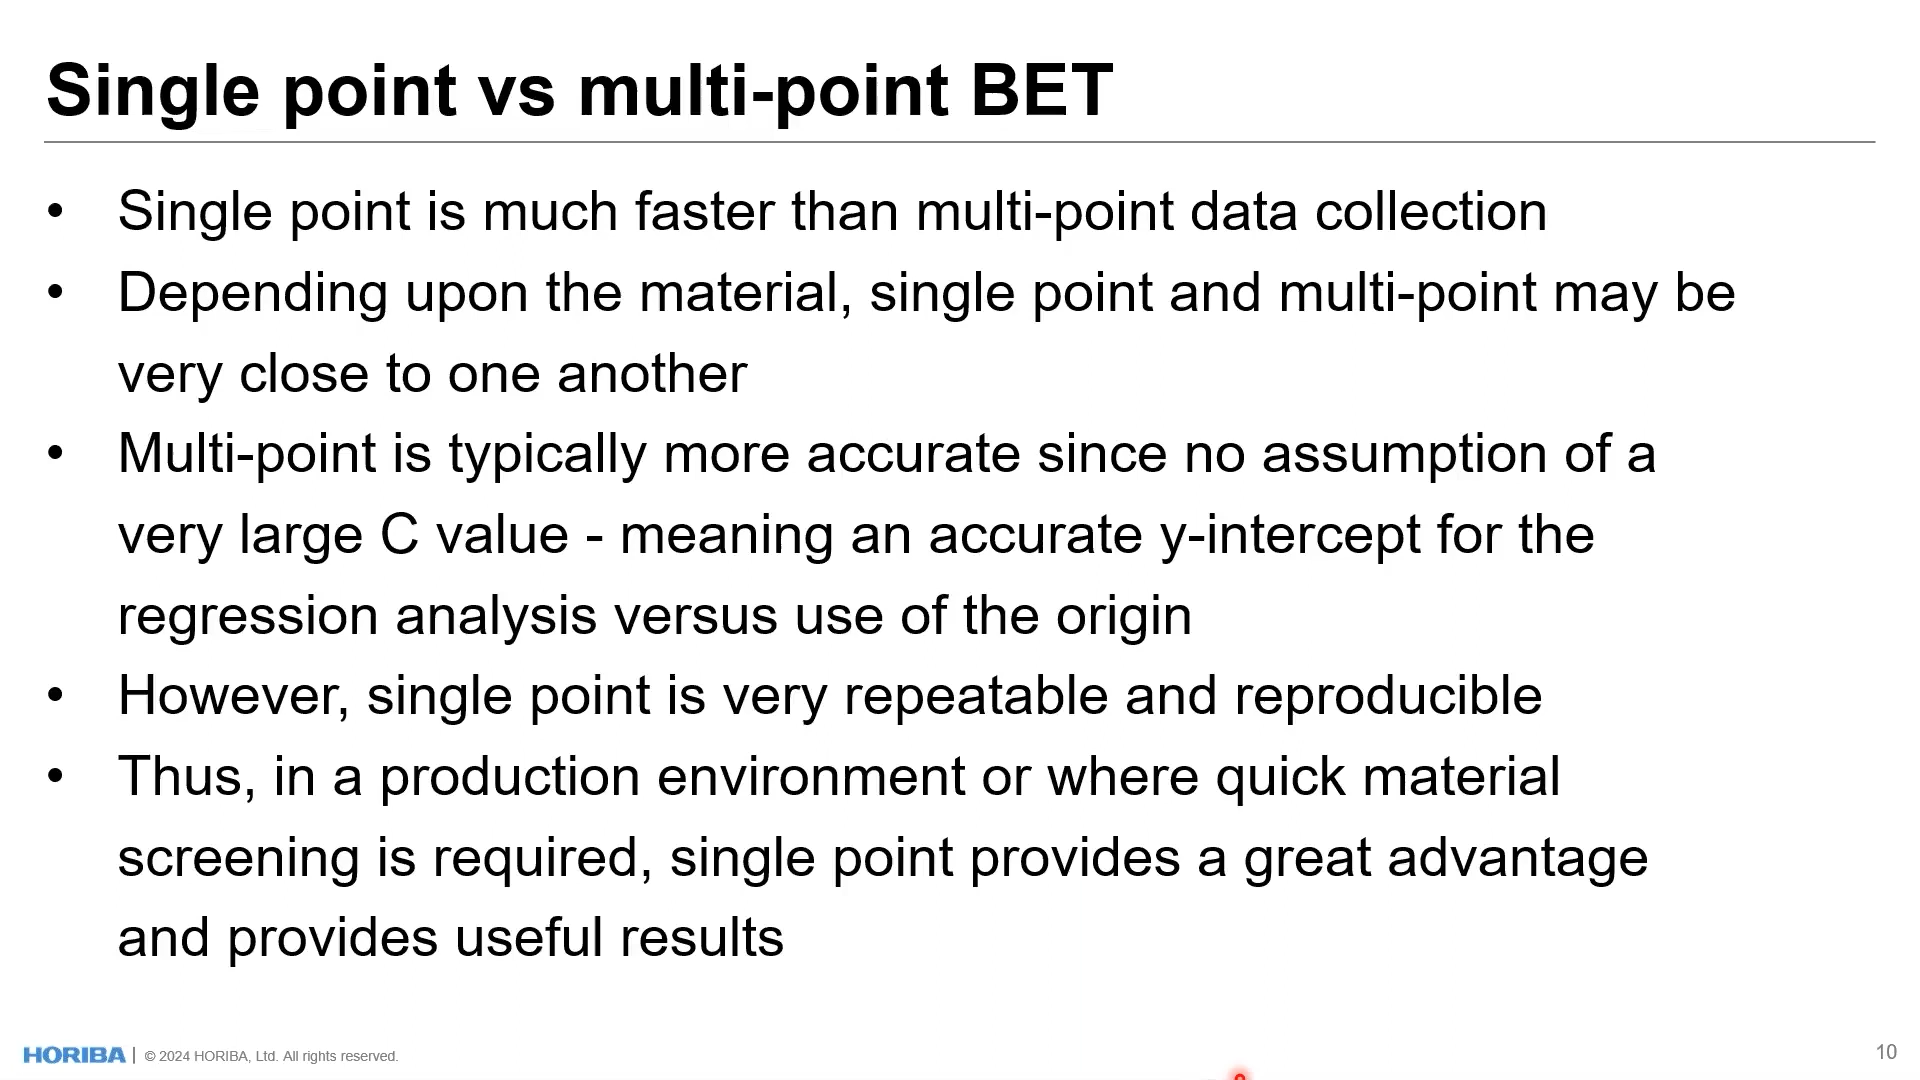 Single point vs multi-point BET
• Single point is much faster than multi-point data collection
• Depending upon the material, single point and multi-point may be
very close to one another
• Multi-point is typically more accurate since no assumption of a
very large C value - meaning an accurate y-intercept for the
regression analysis versus use of the origin
• However, single point is very repeatable and reproducible
• Thus, in a production environment or where quick material
screening is required, single point provides a great advantage
and provides useful results
HORIBA | © 2024 HORIBA, Ltd. All rights reserved.
10